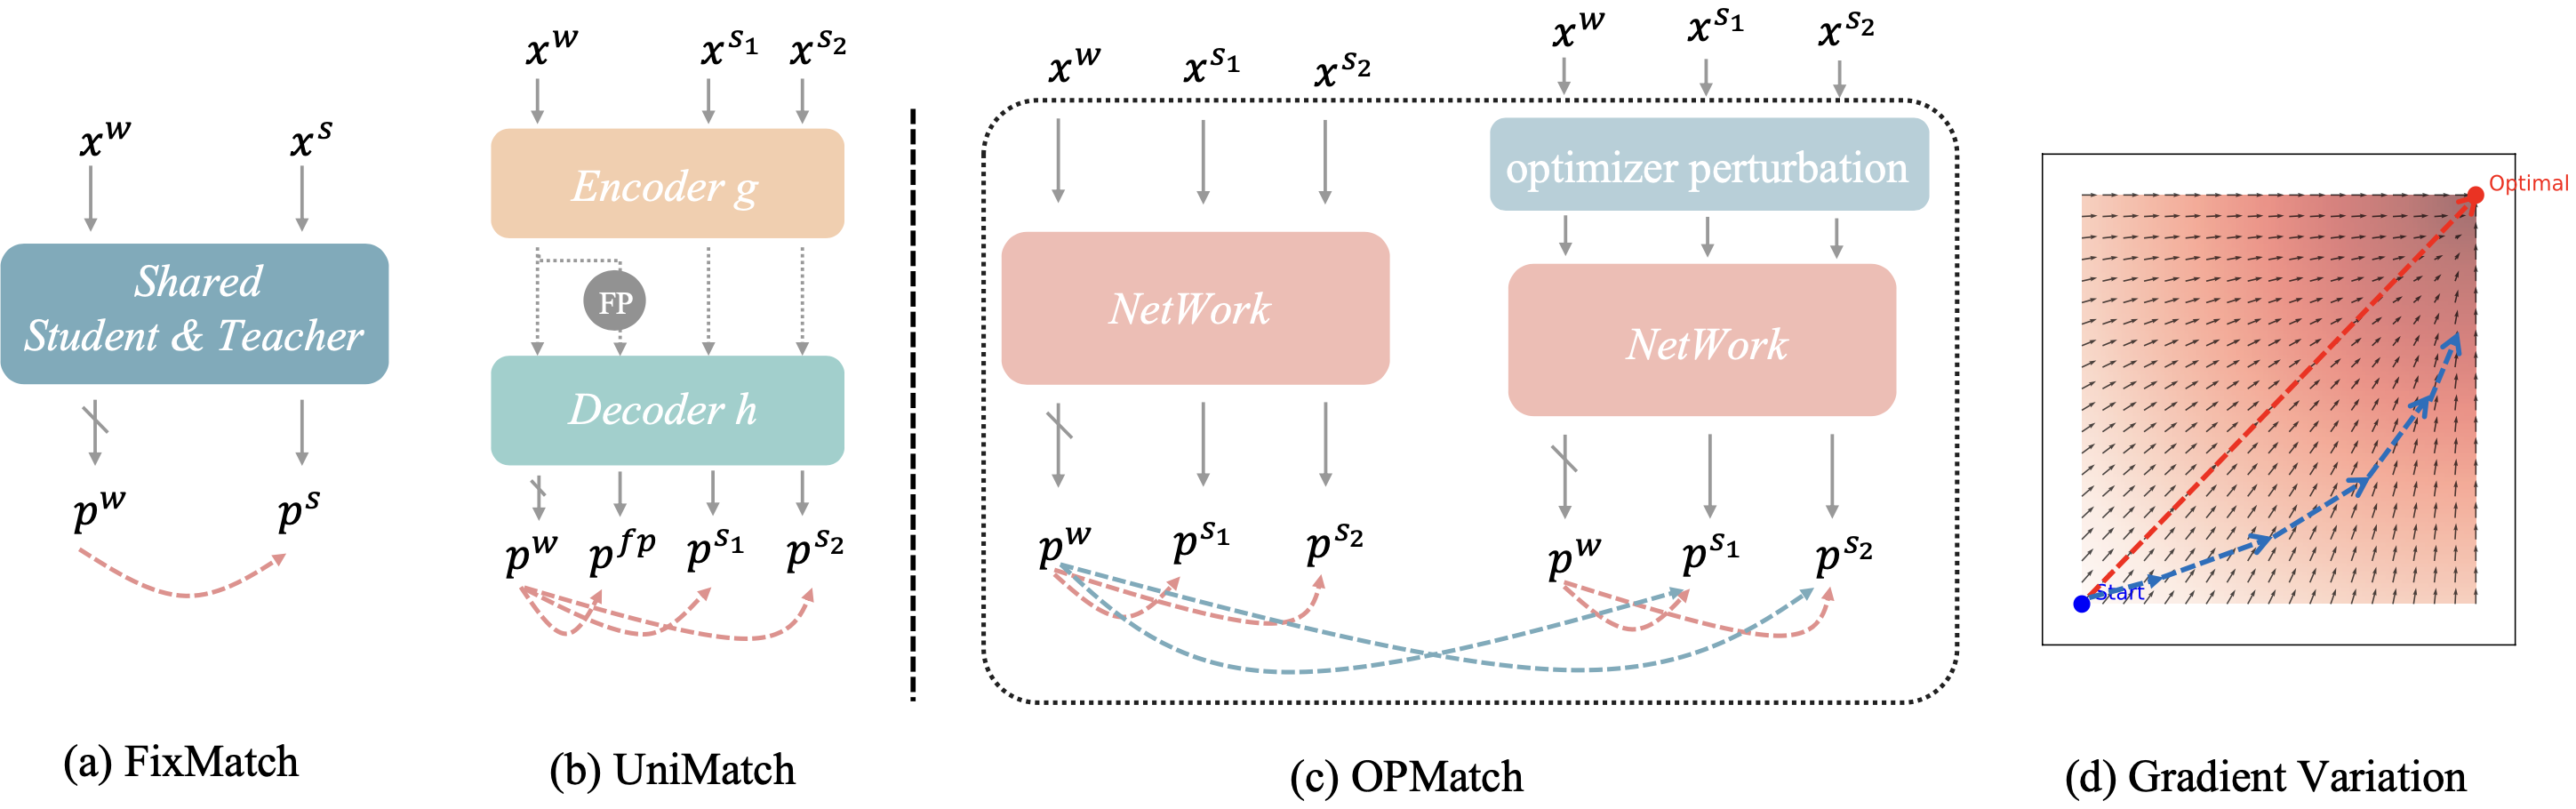 x^w x^s
Shared
Student & Teacher
p^w p^s
(a) FixMatch
x^w x^{s_1} x^{s_2}
Encoder g
FP
Decoder h
p^w p^{fp} p^{s_1} p^{s_2}
(b) UniMatch
x^w x^{s_1} x^{s_2}
NetWork
p^w p^{s_1} p^{s_2}
x^w x^{s_1} x^{s_2}
optimizer perturbation
NetWork
p^w p^{s_1} p^{s_2}
(c) OPMatch
Optimal
Start
(d) Gradient Variation